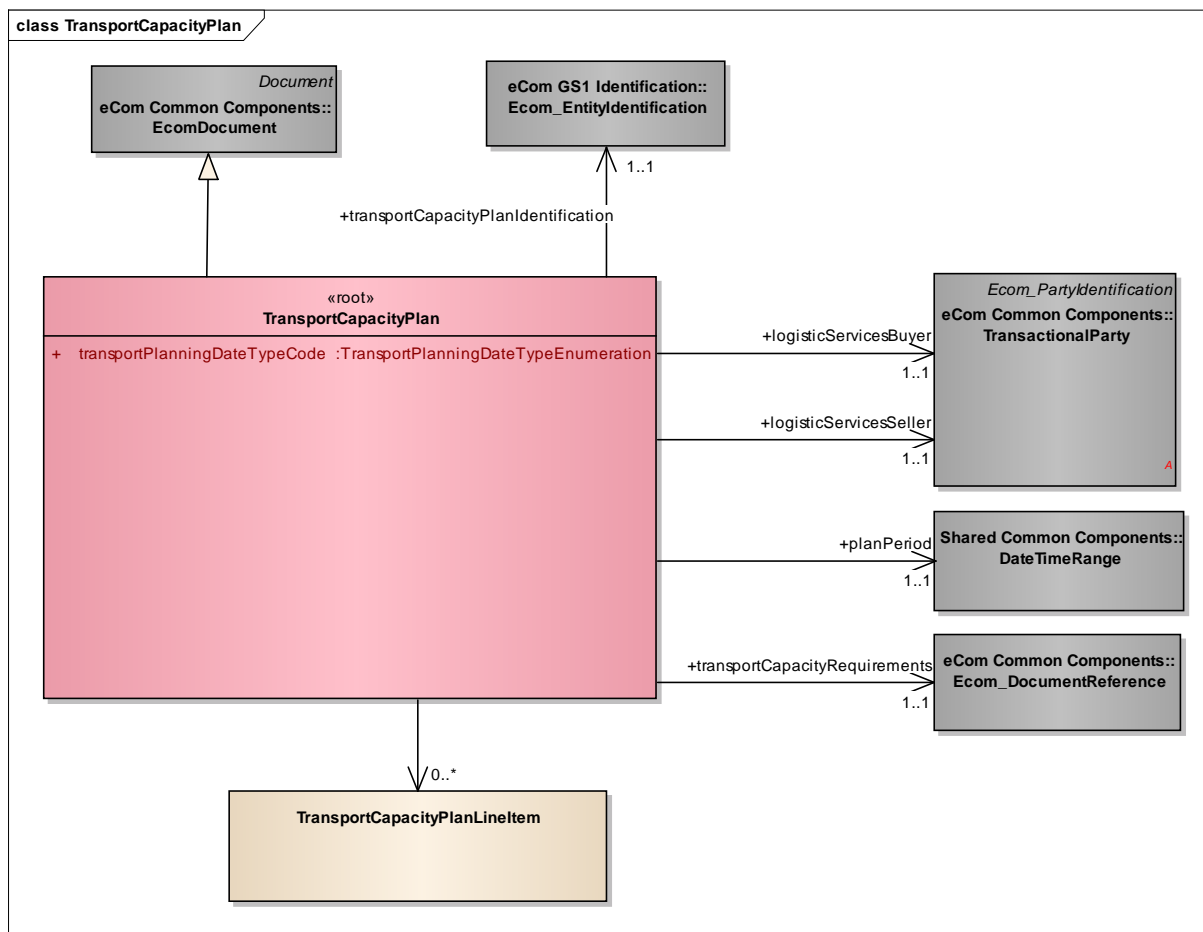 class TransportCapacityPlan
Document
eCom Common Components::
EcomDocument
eCom GS1 Identification::
Ecom_EntityIdentification
1..1
+transportCapacityPlanIdentification
«root»
TransportCapacityPlan
+ transportPlanningDateTypeCode :TransportPlanningDateTypeEnumeration
Ecom_PartyIdentification
eCom Common Components::
TransactionalParty
A
+logisticServicesBuyer
1..1
+logisticServicesSeller
1..1
+planPeriod
1..1
Shared Common Components::
DateTimeRange
+transportCapacityRequirements
1..1
eCom Common Components::
Ecom_DocumentReference
0..*
TransportCapacityPlanLineItem